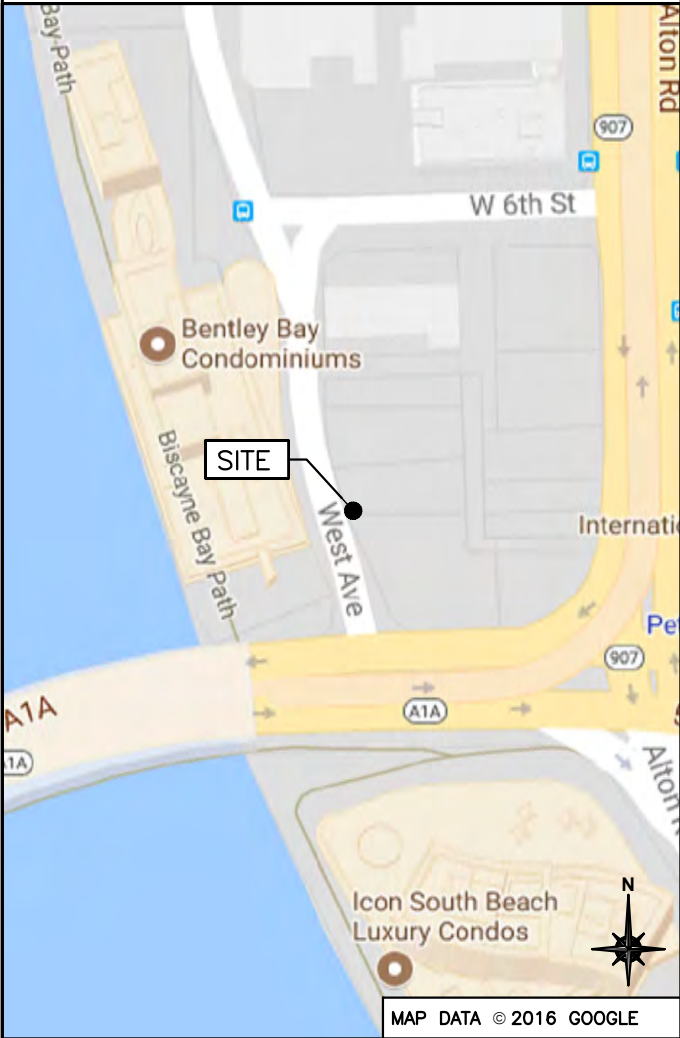 Bay Path
Alton Rd
907
W 6th St
Bentley Bay
Condominiums
SITE
Biscayne Bay Path
West Ave
Internatio
Pe
907
A1A
A1A
1A
Alton R
Icon South Beach
Luxury Condos
N
MAP DATA © 2016 GOOGLE